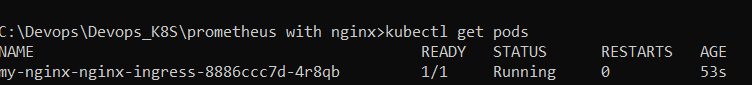 C:\Devops\Devops_K8S\prometheus with nginx>kubectl get pods
NAME READY STATUS RESTARTS AGE
my-nginx-nginx-ingress-8886ccc7d-4r8qb 1/1 Running 0 53s